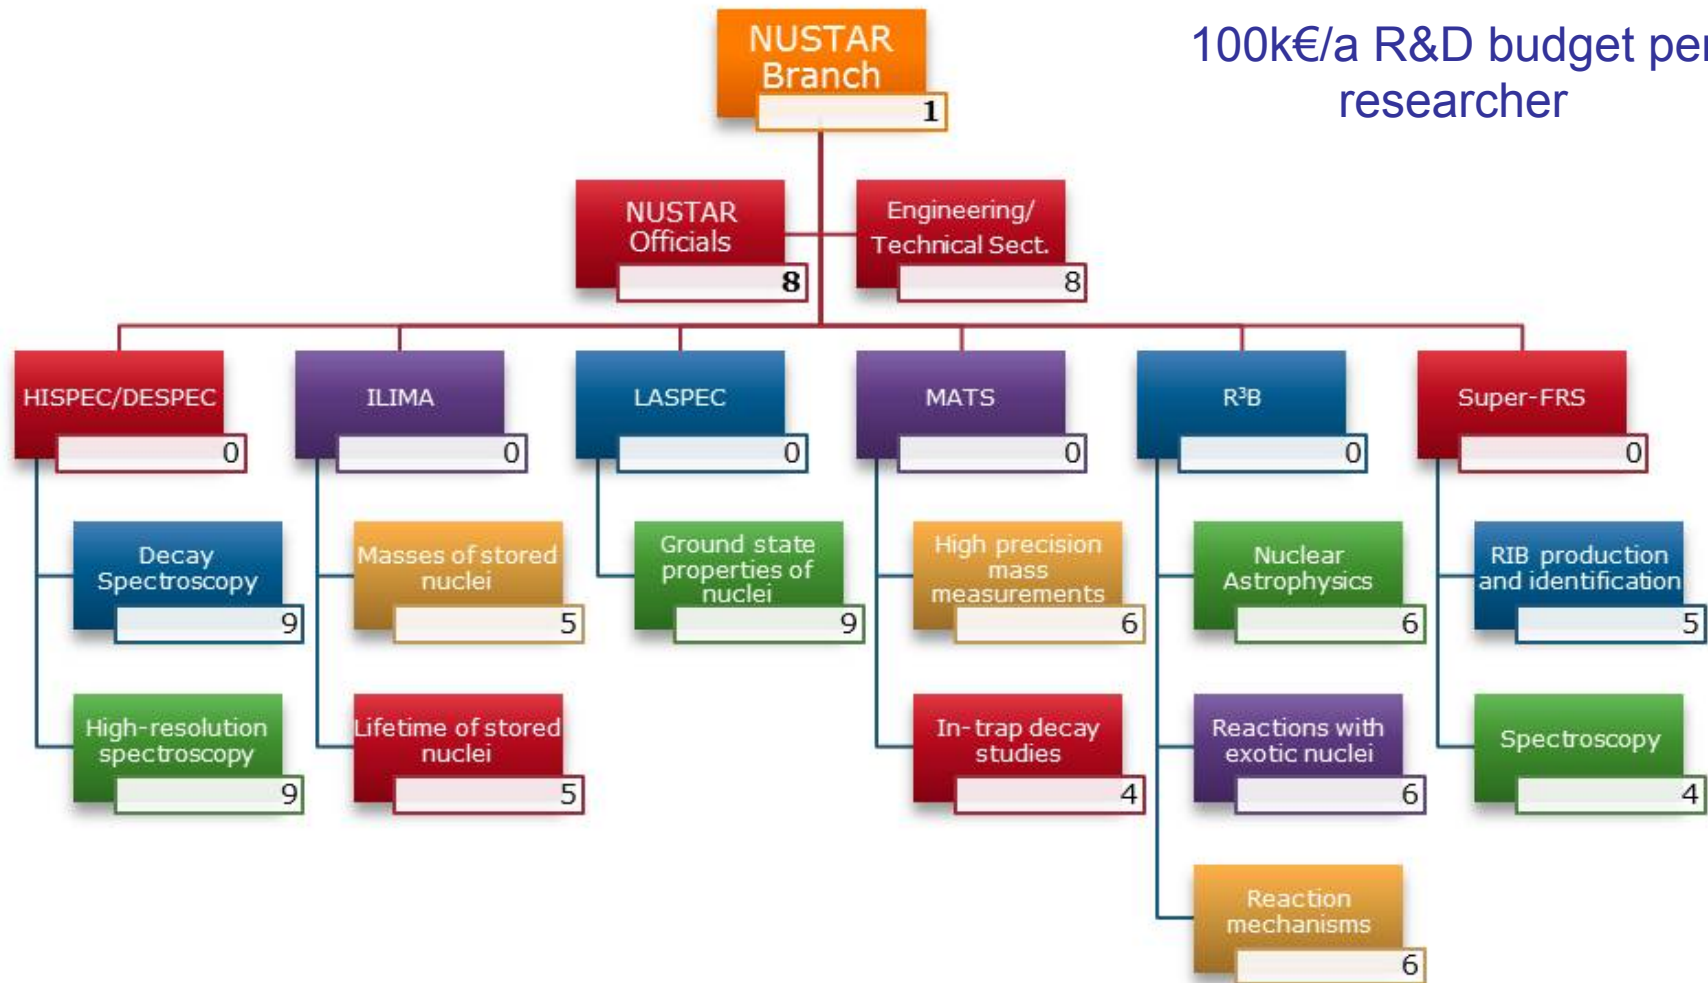 100k€/a R&D budget per
researcher
NUSTAR
Branch
1
NUSTAR
Officials
8
Engineering/
Technical Sect.
8
HISPEC/DESPEC
0
ILIMA
0
LASPEC
0
MATS
0
R³B
0
Super-FRS
0
Decay
Spectroscopy
9
Masses of stored
nuclei
5
Ground state
properties of
nuclei
9
High precision
mass
measurements
6
Nuclear
Astrophysics
6
RIB production
and identification
5
High-resolution
spectroscopy
9
Lifetime of stored
nuclei
5
In-trap decay
studies
4
Reactions with
exotic nuclei
6
Spectroscopy
4
Reaction
mechanisms
6